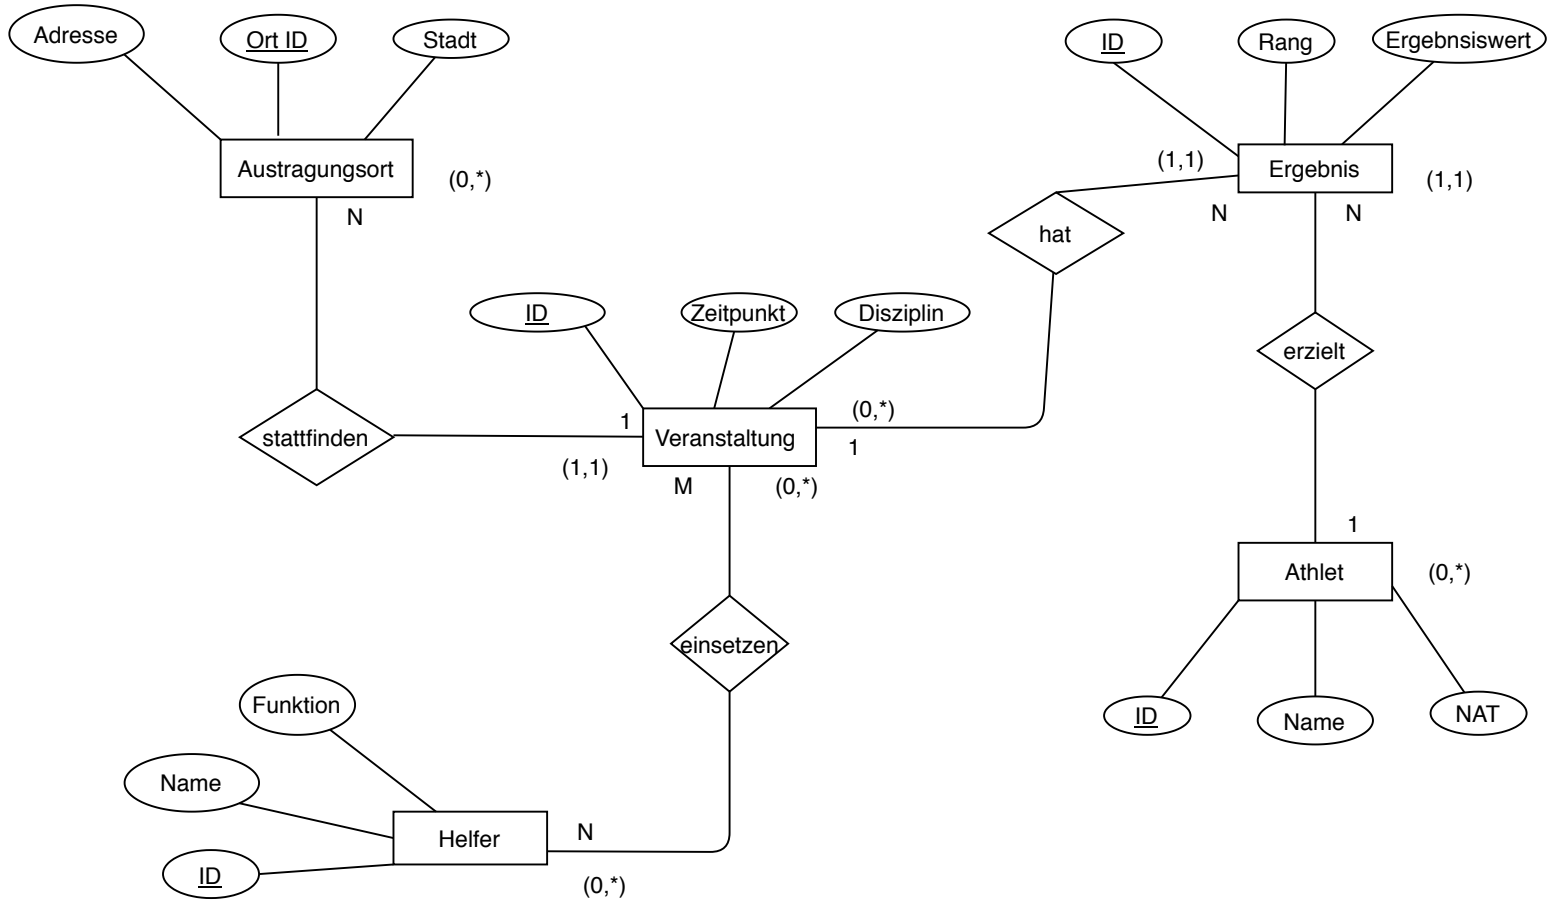 Adresse
Ort ID
Stadt
Austragungsort
(0,*)
N
stattfinden
1
(1,1)
ID
Zeitpunkt
Disziplin
Veranstaltung
(0,*)
1
M
(0,*)
hat
(1,1)
N
ID
Rang
Ergebnsiswert
Ergebnis
(1,1)
N
erzielt
1
Athlet
(0,*)
ID
Name
NAT
einsetzen
Funktion
Name
ID
Helfer
N
(0,*)